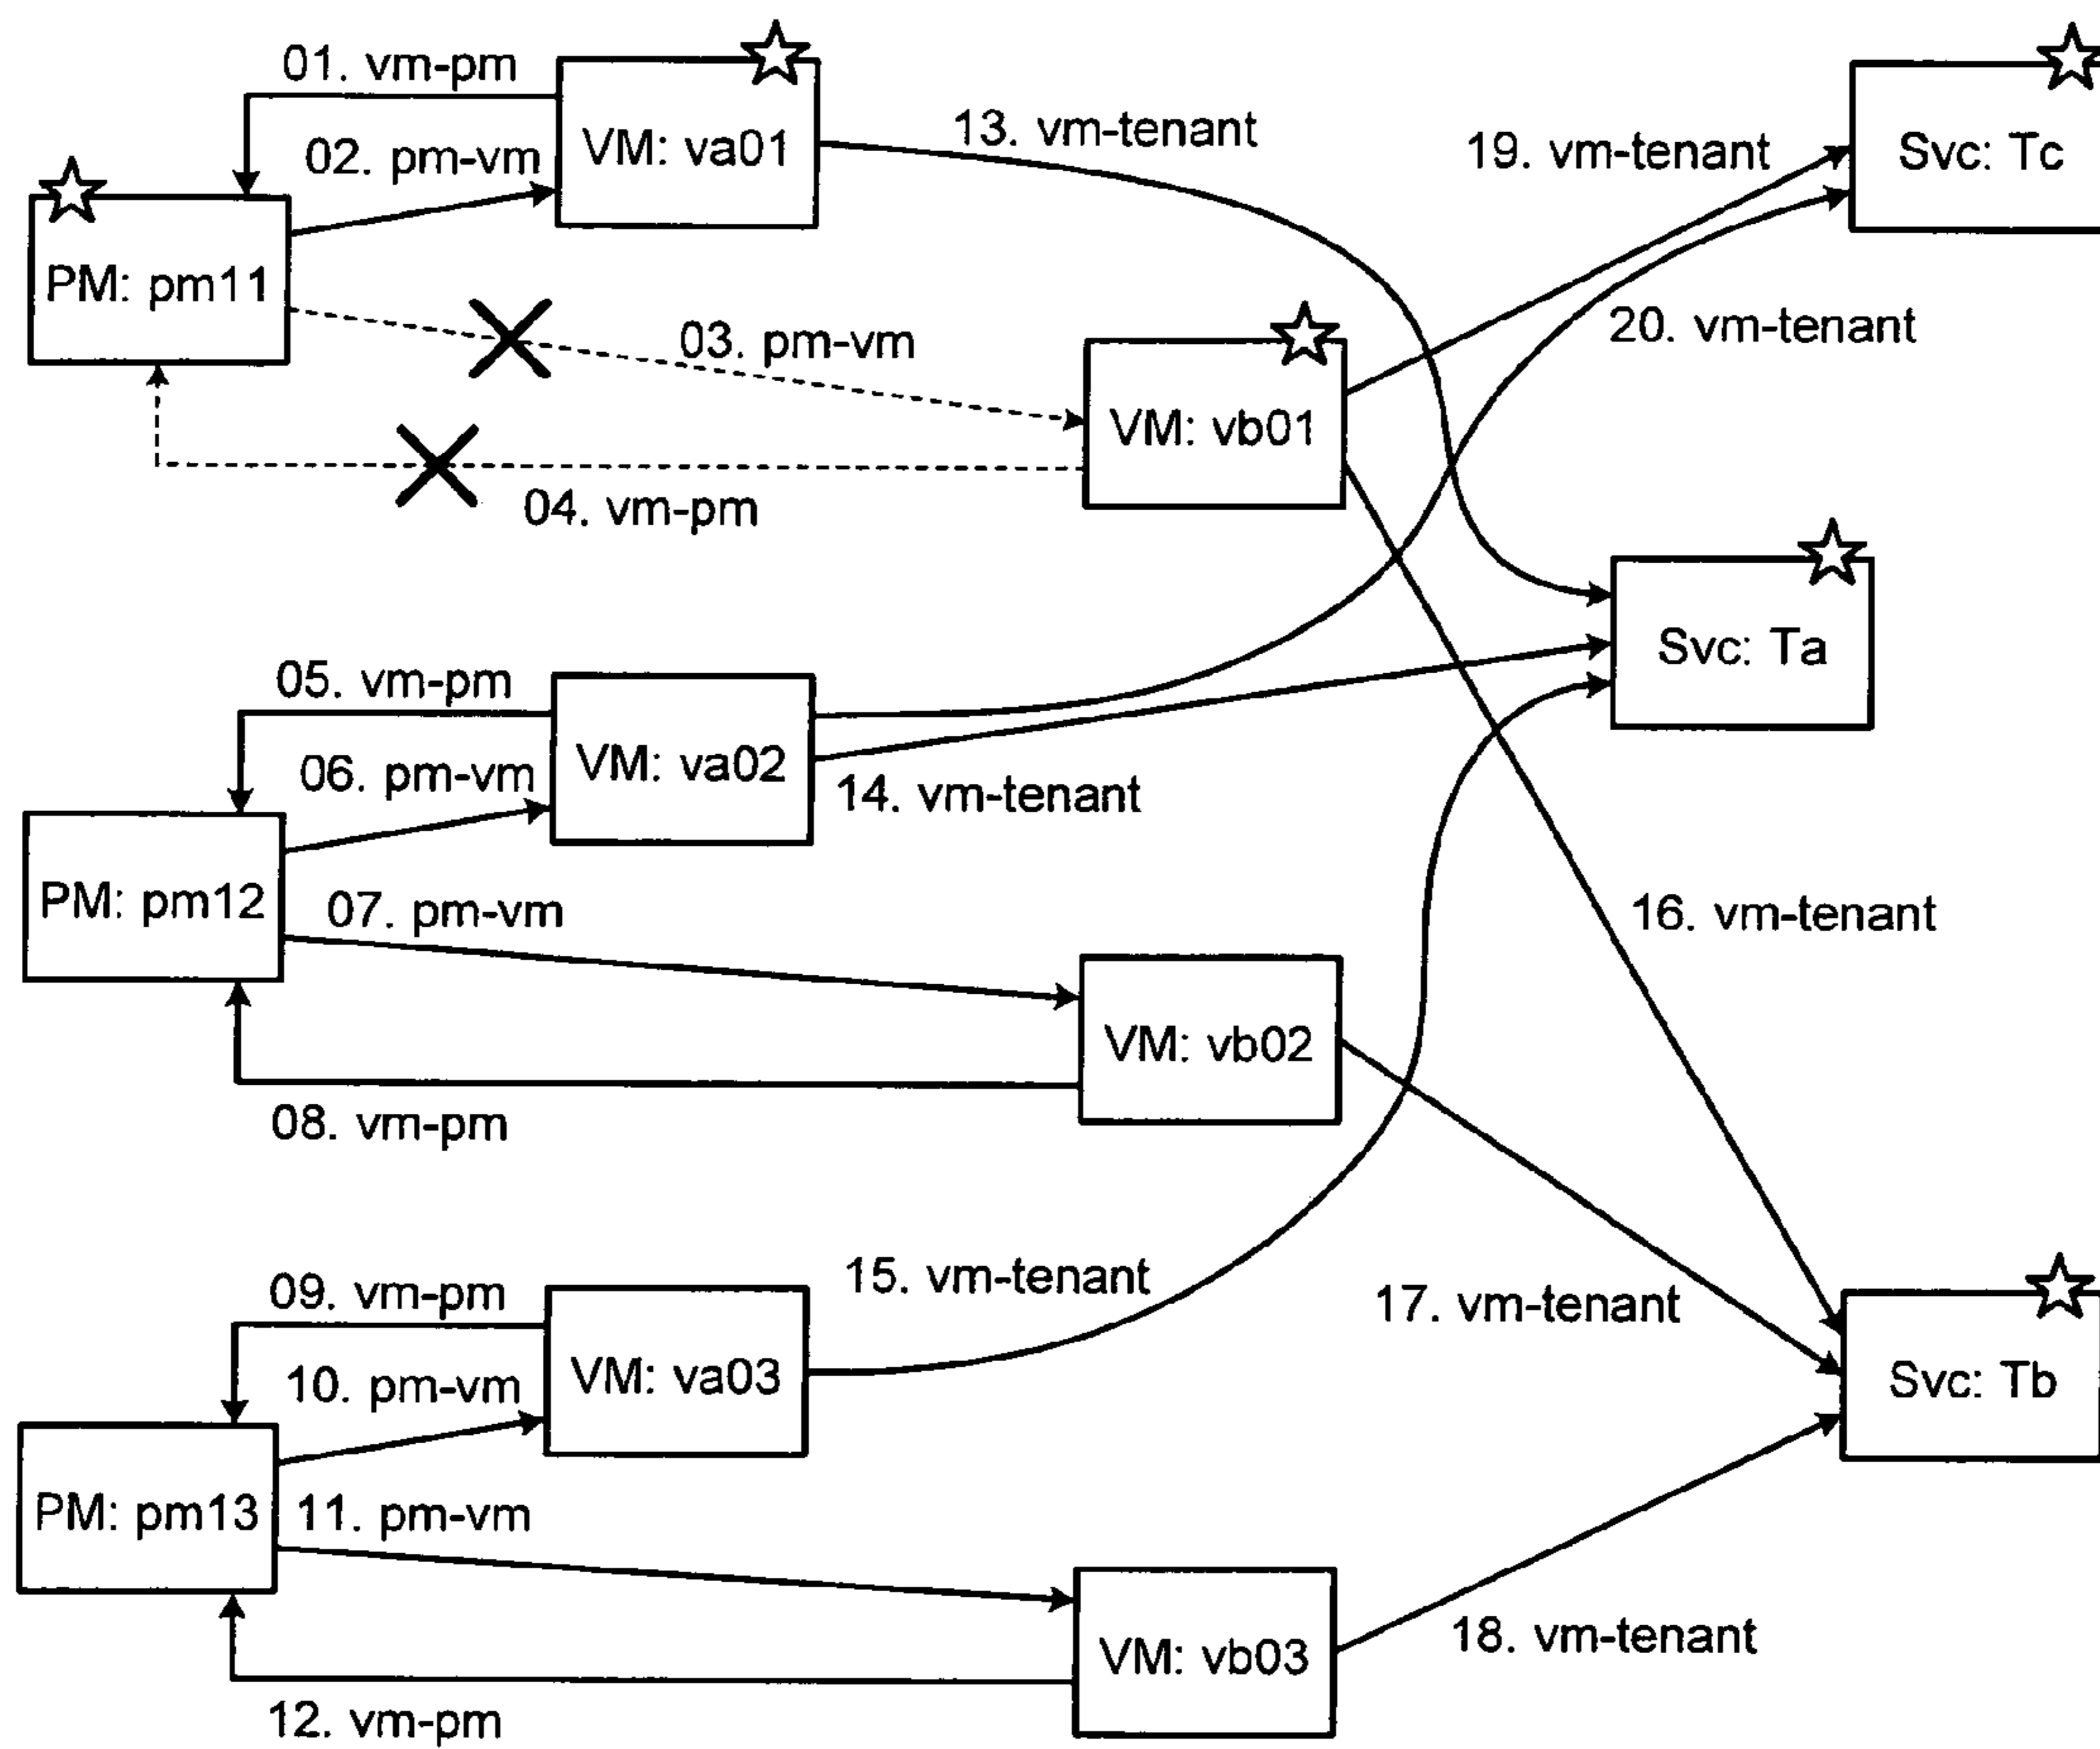 01. vm-pm
VM: va01
13. vm-tenant
19. vm-tenant
Svc: Tc
02. pm-vm
PM: pm11
03. pm-vm
20. vm-tenant
VM: vb01
04. vm-pm
Svc: Ta
05. vm-pm
06. pm-vm
VM: va02
14. vm-tenant
PM: pm12
07. pm-vm
16. vm-tenant
VM: vb02
08. vm-pm
09. vm-pm
15. vm-tenant
17. vm-tenant
10. pm-vm
VM: va03
Svc: Tb
PM: pm13
11. pm-vm
VM: vb03
18. vm-tenant
12. vm-pm